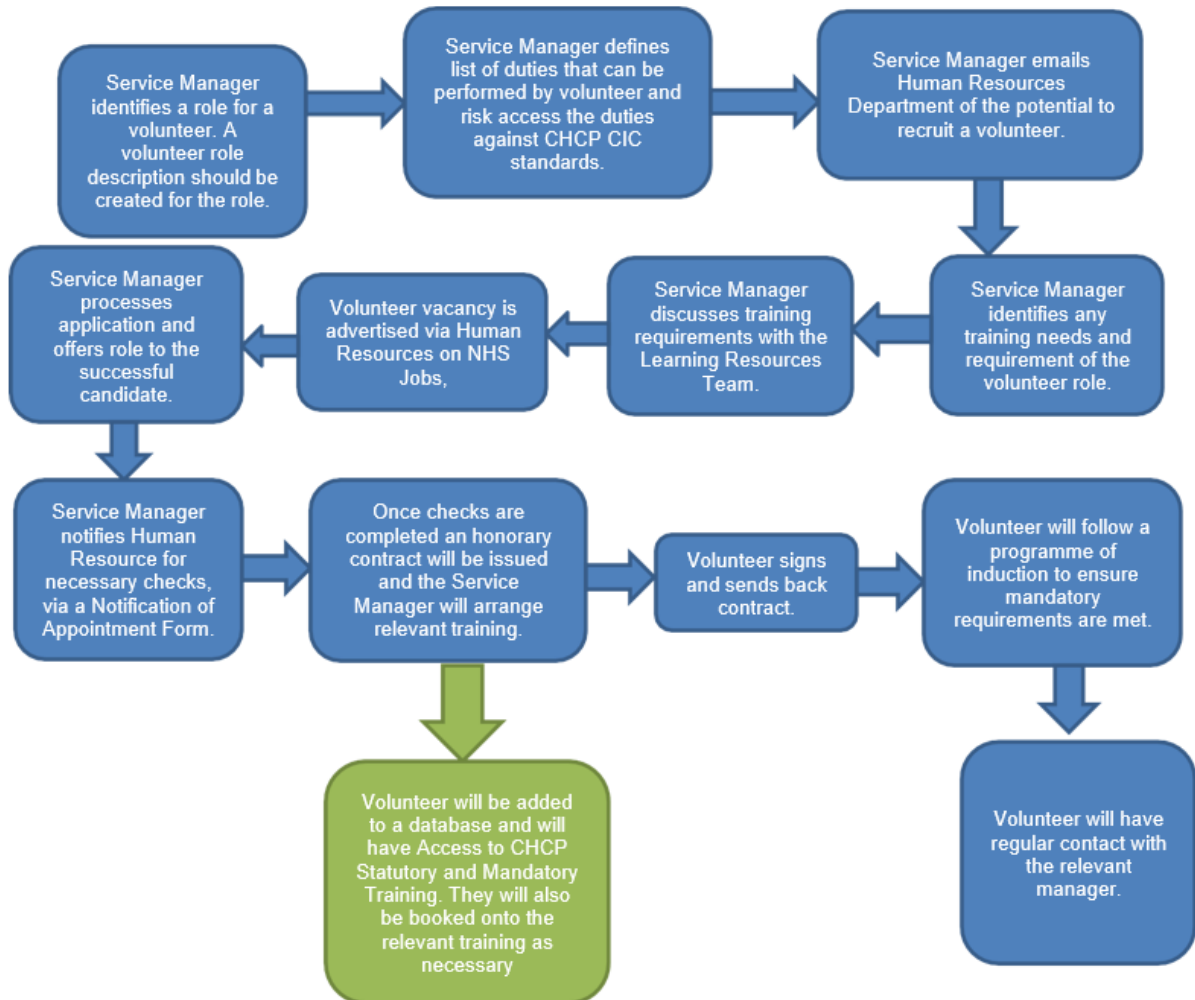 Service Manager
identifies a role for a
volunteer. A
volunteer role
description should be
created for the role.
Service Manager defines
list of duties that can be
performed by volunteer and
risk access the duties
against CHCP CIC
standards.
Service Manager emails
Human Resources
Department of the potential to
recruit a volunteer.
Service Manager
identifies any
training needs and
requirement of the
volunteer role.
Service Manager
discusses training
requirements with the
Learning Resources
Team.
Volunteer vacancy is
advertised via Human
Resources on NHS
Jobs,
Service Manager
processes
application and
offers role to the
successful
candidate.
Service Manager
notifies Human
Resource for
necessary checks,
via a Notification of
Appointment Form.
Once checks are
completed an honorary
contract will be issued
and the Service
Manager will arrange
relevant training.
Volunteer signs
and sends back
contract.
Volunteer will follow a
programme of
induction to ensure
mandatory
requirements are met.
Volunteer will be added
to a database and will
have Access to CHCP
Statutory and Mandatory
Training. They will also
be booked onto the
relevant training as
necessary
Volunteer will have
regular contact with
the relevant
manager.